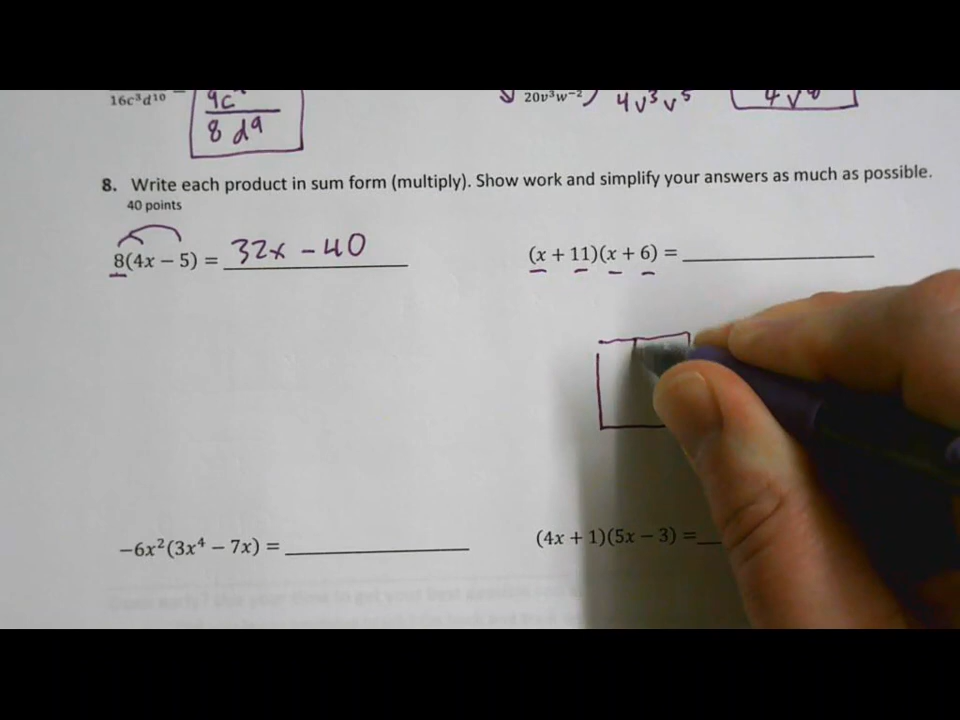 16c³d¹⁰ =
8 d⁹
20v³w⁻² 4v³v⁵
8. Write each product in sum form (multiply). Show work and simplify your answers as much as possible.
40 points
8(4x − 5) = 32x − 40
(x + 11)(x + 6) =
−6x²(3x⁴ − 7x) =
(4x + 1)(5x − 3) =